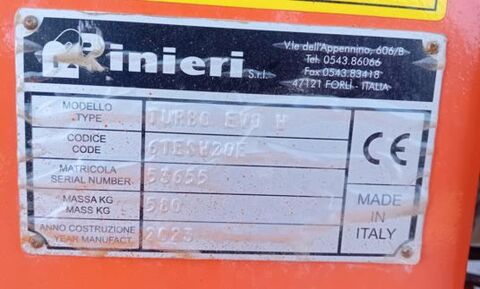 Rinieri S.r.l.
V.le dell'Appennino, 606/B
Tel. 0543.86066
Fax 0543.83418
47121 FORLÌ - ITALIA
MODELLO
TYPE
TURBO EVO H
CODICE
CODE
MATRICOLA
SERIAL NUMBER
53655
MASSA KG
MASS KG
580
ANNO COSTRUZIONE
YEAR MANUFACT.
2023
CE
MADE
IN
ITALY